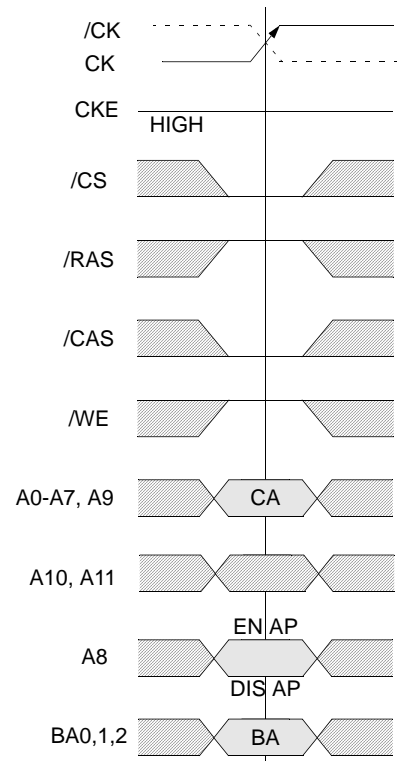 /CK
CK
CKE
HIGH
/CS
/RAS
/CAS
/WE
A0-A7, A9
CA
A10, A11
EN AP
A8
DIS AP
BA0,1,2
BA